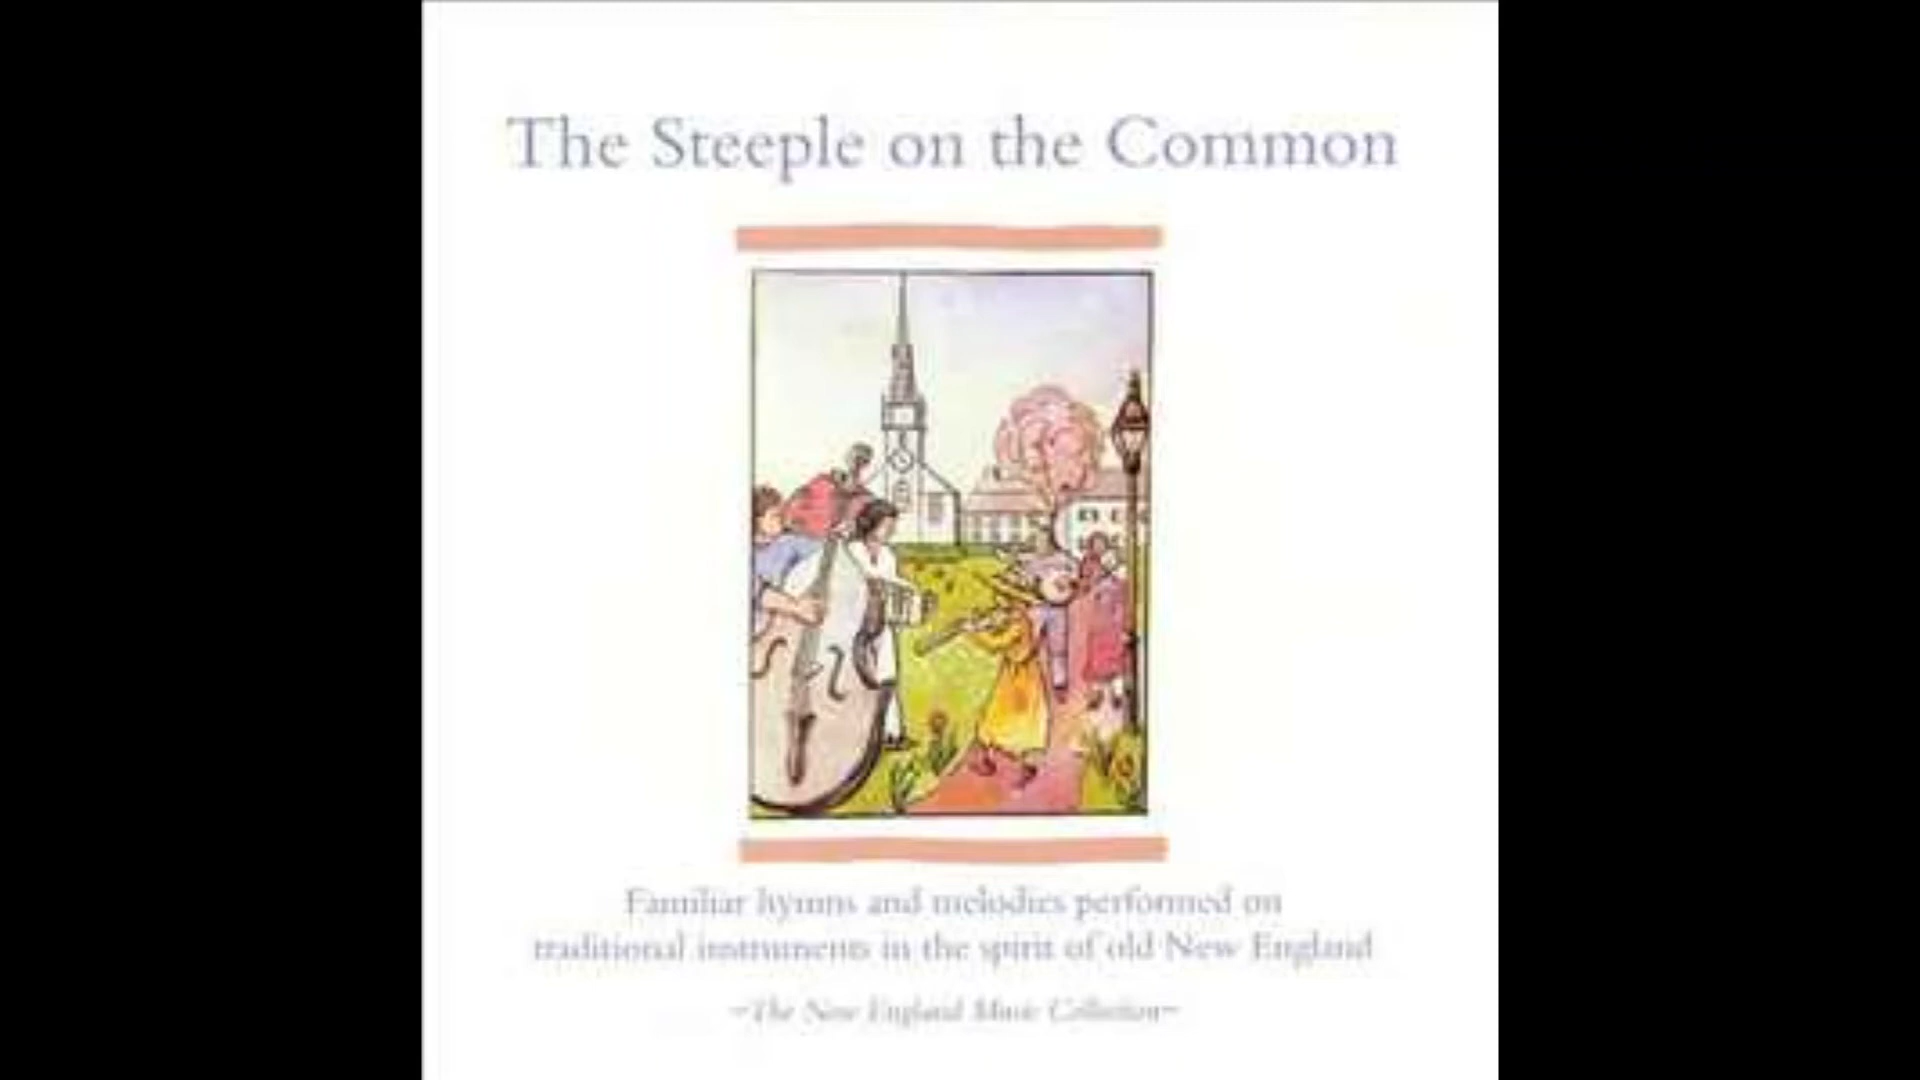 The Steeple on the Common
Familiar hymns and melodies performed on
traditional instruments in the spirit of old New England
~The New England Music Collection~